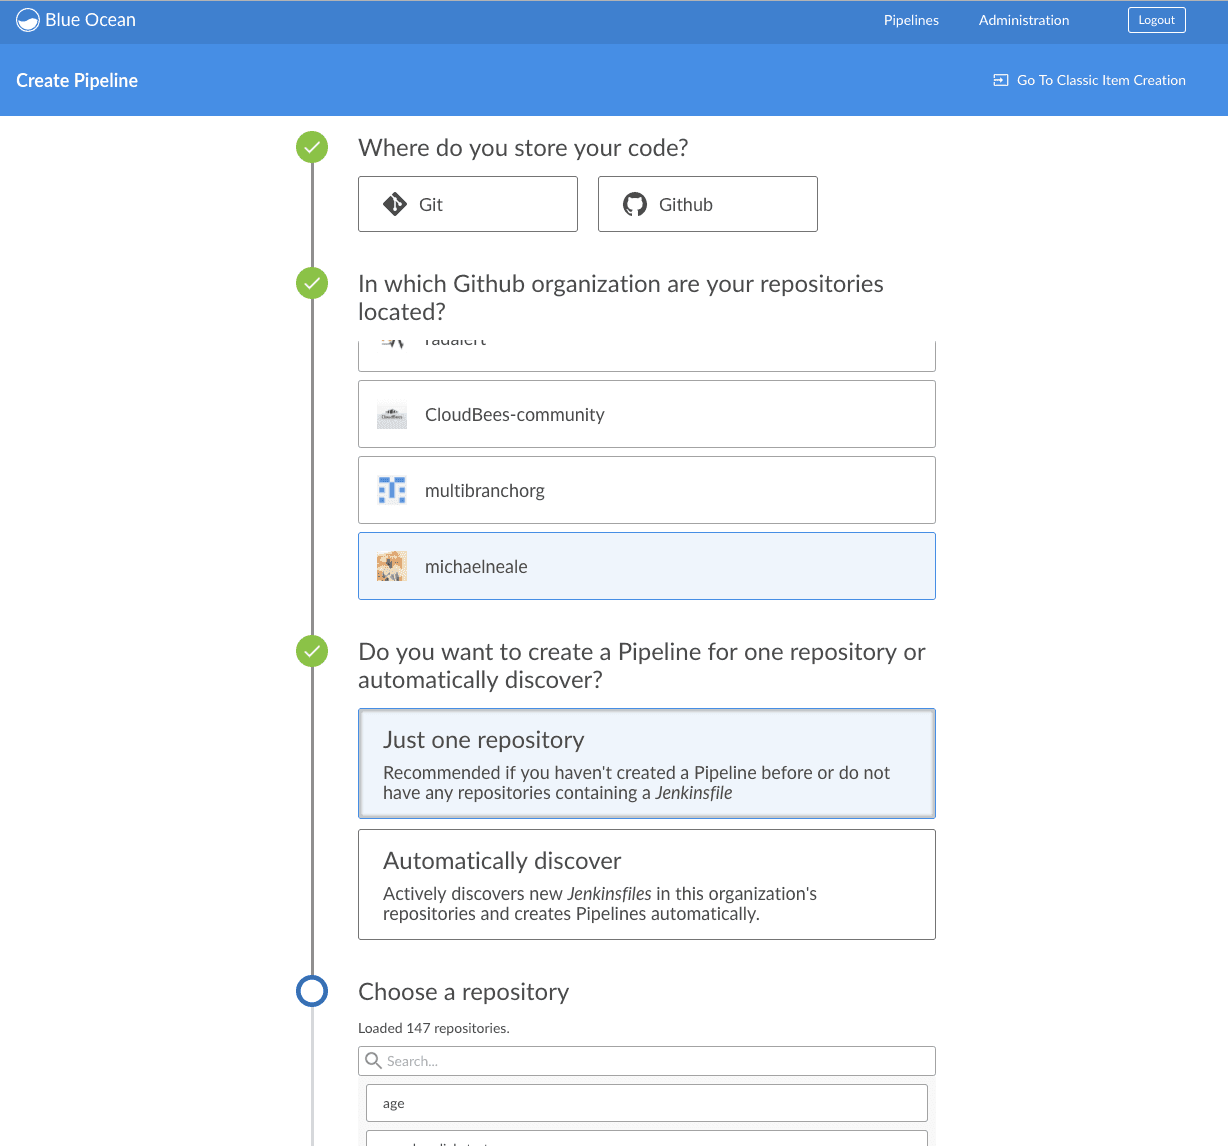 Blue Ocean
Pipelines
Administration
Logout
Create Pipeline
Go To Classic Item Creation
Where do you store your code?
Git
Github
In which Github organization are your repositories
located?
radalert
CloudBees-community
multibranchorg
michaelneale
Do you want to create a Pipeline for one repository or
automatically discover?
Just one repository
Recommended if you haven't created a Pipeline before or do not
have any repositories containing a Jenkinsfile
Automatically discover
Actively discovers new Jenkinsfiles in this organization's
repositories and creates Pipelines automatically.
Choose a repository
Loaded 147 repositories.
Search...
age